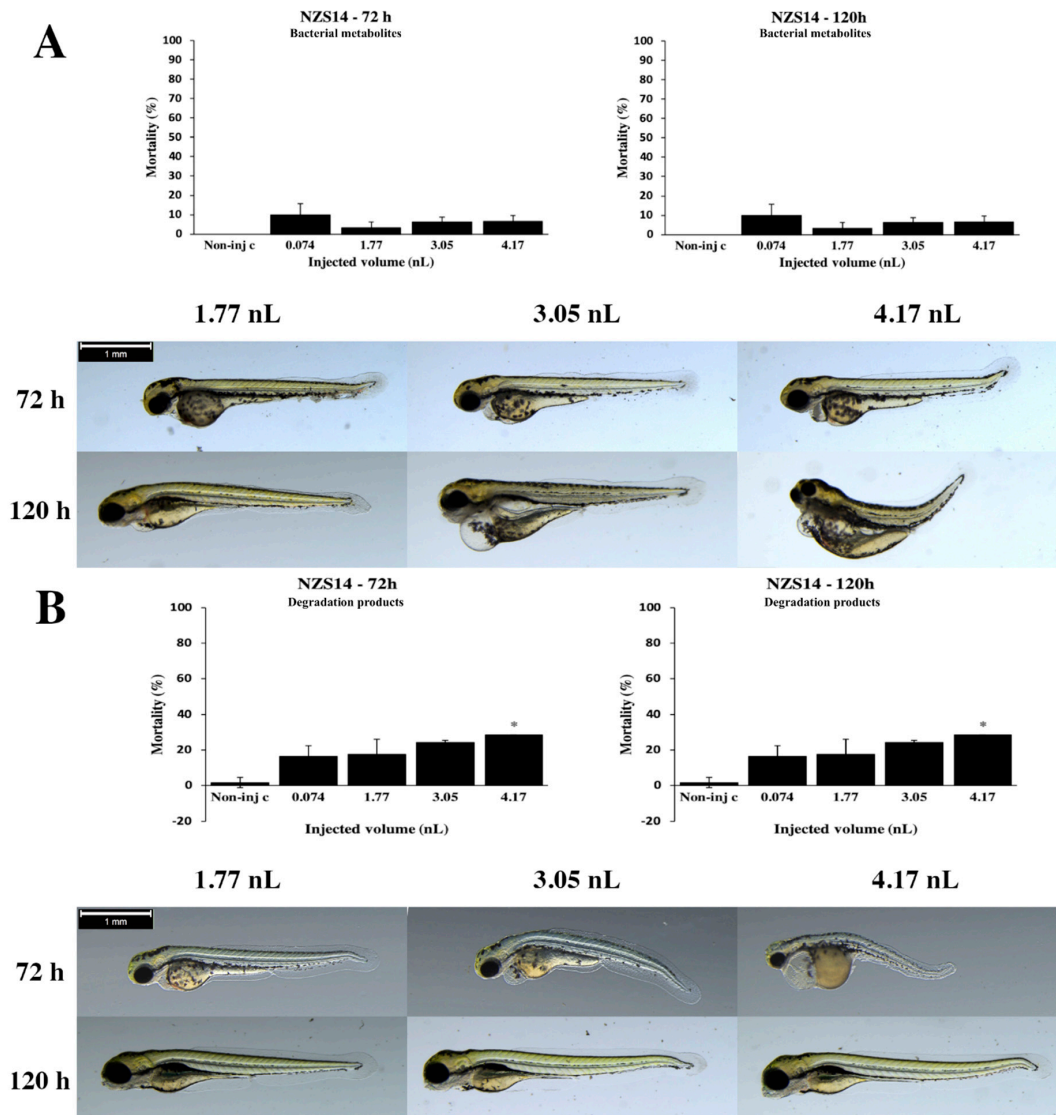 A
NZS14 - 72 h
Bacterial metabolites
Mortality (%)
100
90
80
70
60
50
40
30
20
10
0
Non-inj c 0.074 1.77 3.05 4.17
Injected volume (nL)
NZS14 - 120h
Bacterial metabolites
Mortality (%)
100
90
80
70
60
50
40
30
20
10
0
Non-inj c 0.074 1.77 3.05 4.17
Injected volume (nL)
1.77 nL 3.05 nL 4.17 nL
1 mm
72 h
120 h
B
NZS14 - 72h
Degradation products
Mortality (%)
100
80
60
40
20
0
-20
*
Non-inj c 0.074 1.77 3.05 4.17
Injected volume (nL)
NZS14 - 120h
Degradation products
Mortality (%)
100
80
60
40
20
0
-20
*
Non-inj c 0.074 1.77 3.05 4.17
Injected volume (nL)
1.77 nL 3.05 nL 4.17 nL
1 mm
72 h
120 h